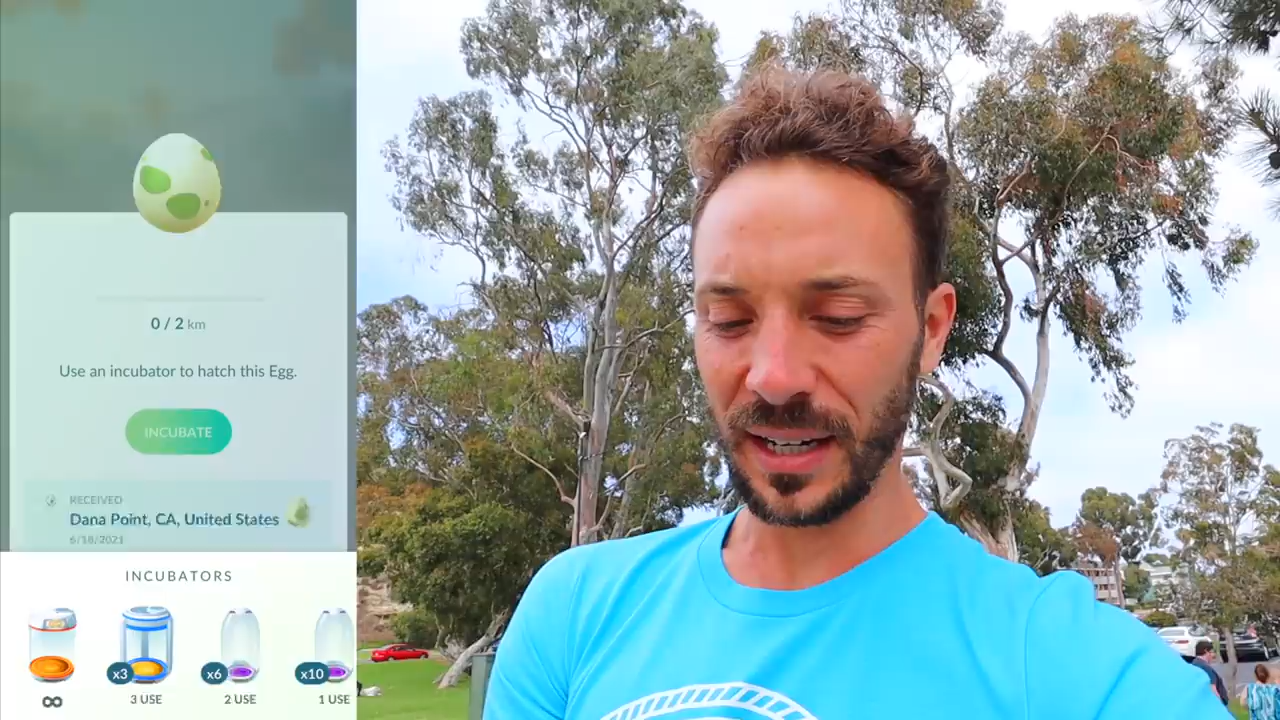 0 / 2 km
Use an incubator to hatch this Egg.
INCUBATE
RECEIVED
Dana Point, CA, United States
6/18/2021
INCUBATORS
x3 x6 x10
∞ 3 USE 2 USE 1 USE